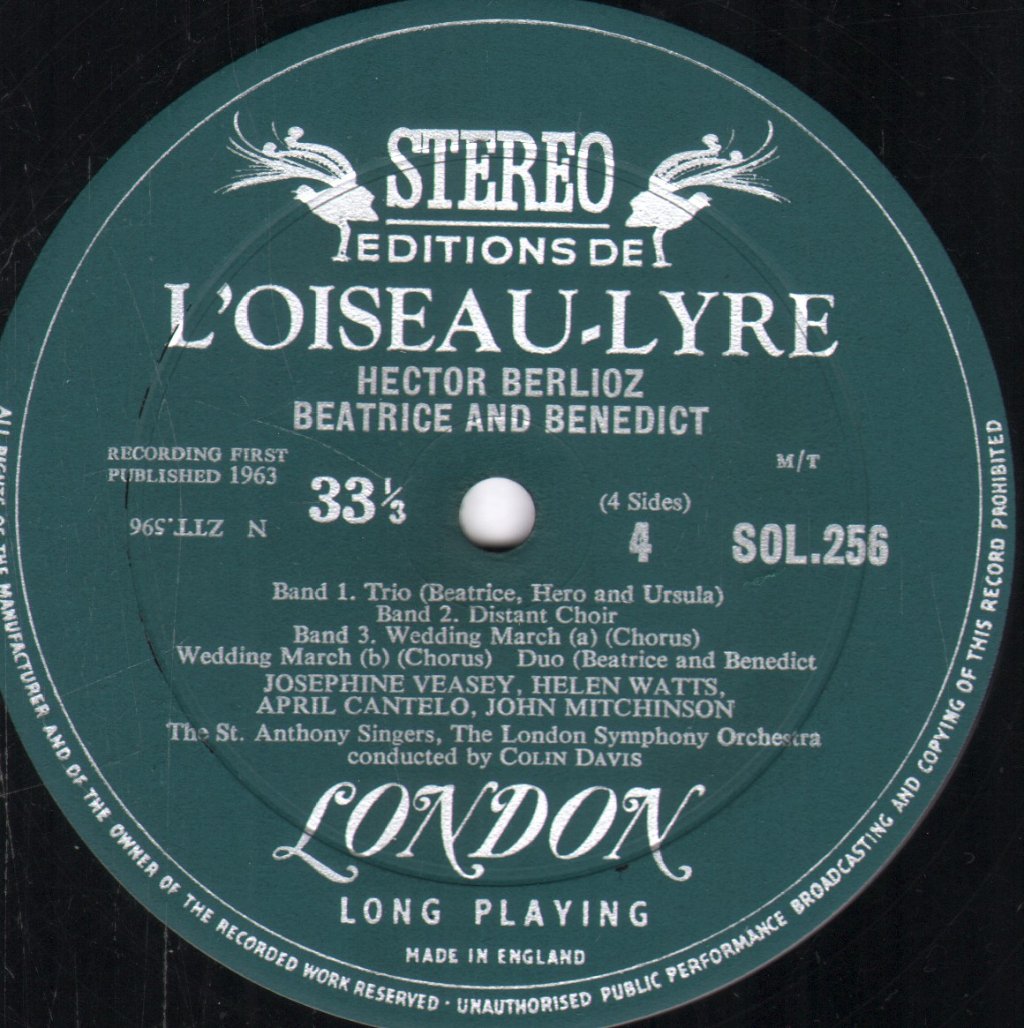 STEREO
EDITIONS DE
L'OISEAU-LYRE
HECTOR BERLIOZ
BEATRICE AND BENEDICT
RECORDING FIRST
PUBLISHED 1963
M/T
33⅓
(4 Sides)
N ZTT.596
4
SOL.256
Band 1. Trio (Beatrice, Hero and Ursula)
Band 2. Distant Choir
Band 3. Wedding March (a) (Chorus)
Wedding March (b) (Chorus) Duo (Beatrice and Benedict
JOSEPHINE VEASEY, HELEN WATTS,
APRIL CANTELO, JOHN MITCHINSON
The St. Anthony Singers, The London Symphony Orchestra
conducted by COLIN DAVIS
LONDON
LONG PLAYING
MADE IN ENGLAND
ALL RIGHTS OF THE MANUFACTURER AND OF THE OWNER OF THE RECORDED WORK RESERVED · UNAUTHORISED PUBLIC PERFORMANCE BROADCASTING AND COPYING OF THIS RECORD PROHIBITED